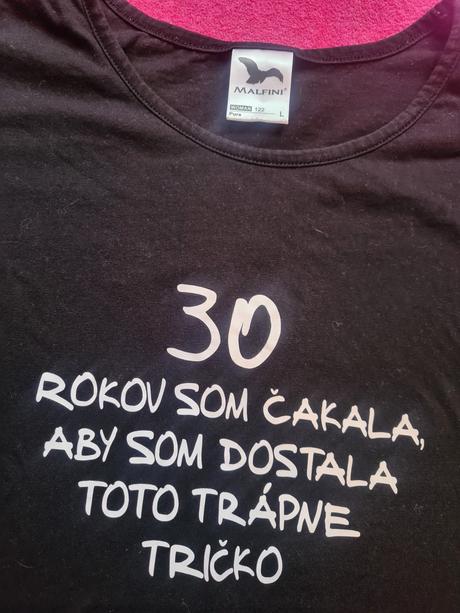 MALFINI®
WOMAN 122
Pure L
30
ROKOV SOM ČAKALA,
ABY SOM DOSTALA
TOTO TRÁPNE
TRIČKO